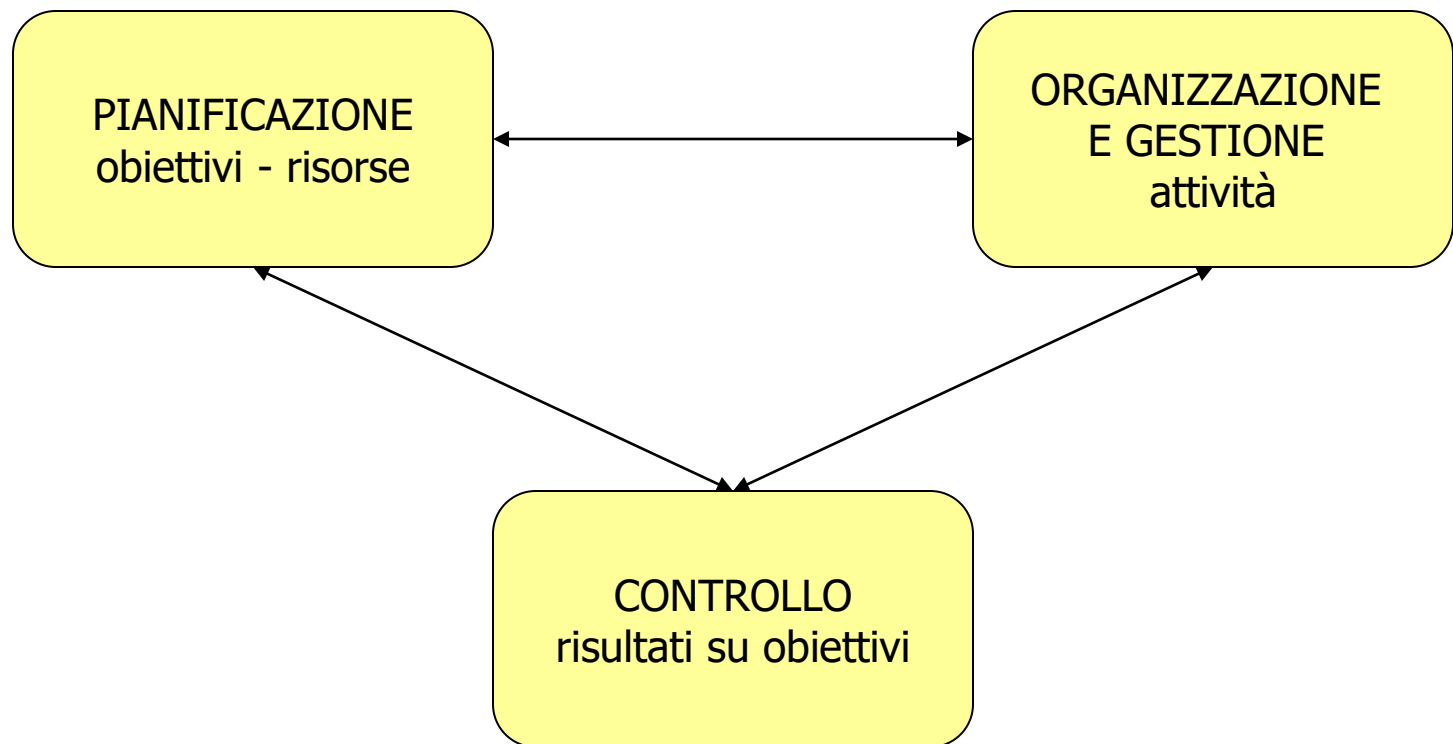 PIANIFICAZIONE
obiettivi - risorse
ORGANIZZAZIONE
E GESTIONE
attività
CONTROLLO
risultati su obiettivi